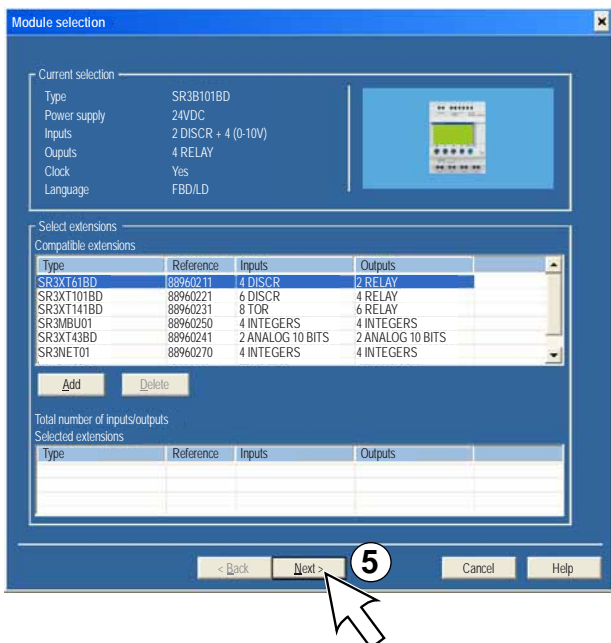 Module selection
Current selection
Type SR3B101BD
Power supply 24VDC
Inputs 2 DISCR + 4 (0-10V)
Ouputs 4 RELAY
Clock Yes
Language FBD/LD
Select extensions
Compatible extensions
Type Reference Inputs Outputs
SR3XT61BD 88960211 4 DISCR 2 RELAY
SR3XT101BD 88960221 6 DISCR 4 RELAY
SR3XT141BD 88960231 8 TOR 6 RELAY
SR3MBU01 88960250 4 INTEGERS 4 INTEGERS
SR3XT43BD 88960241 2 ANALOG 10 BITS 2 ANALOG 10 BITS
SR3NET01 88960270 4 INTEGERS 4 INTEGERS
Add Delete
Total number of inputs/outputs
Selected extensions
Type Reference Inputs Outputs
< Back Next > 5 Cancel Help